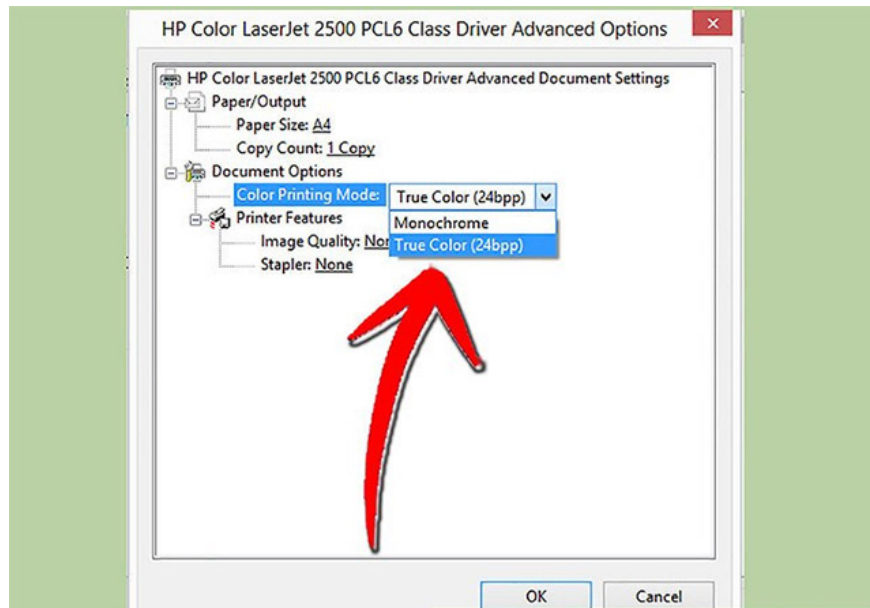 HP Color LaserJet 2500 PCL6 Class Driver Advanced Options
HP Color LaserJet 2500 PCL6 Class Driver Advanced Document Settings
Paper/Output
Paper Size: A4
Copy Count: 1 Copy
Document Options
Color Printing Mode: True Color (24bpp)
Monochrome
True Color (24bpp)
Printer Features
Image Quality:
Stapler: None
OK Cancel